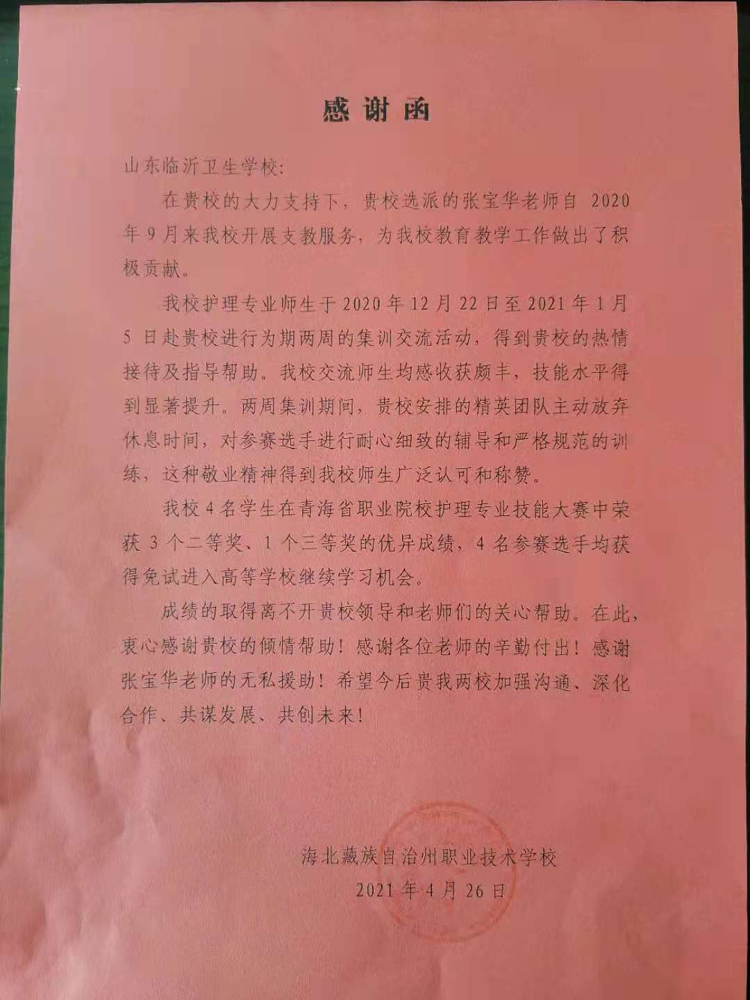 感谢函
山东临沂卫生学校：
在贵校的大力支持下，贵校选派的张宝华老师自 2020
年 9 月来我校开展支教服务，为我校教育教学工作做出了积
极贡献。
我校护理专业师生于 2020 年 12 月 22 日至 2021 年 1 月
5 日赴贵校进行为期两周的集训交流活动，得到贵校的热情
接待及指导帮助。我校交流师生均感收获颇丰，技能水平得
到显著提升。两周集训期间，贵校安排的精英团队主动放弃
休息时间，对参赛选手进行耐心细致的辅导和严格规范的训
练，这种敬业精神得到我校师生广泛认可和称赞。
我校 4 名学生在青海省职业院校护理专业技能大赛中荣
获 3 个二等奖、1 个三等奖的优异成绩，4 名参赛选手均获
得免试进入高等学校继续学习机会。
成绩的取得离不开贵校领导和老师们的关心帮助。在此，
衷心感谢贵校的倾情帮助！感谢各位老师的辛勤付出！感谢
张宝华老师的无私援助！希望今后贵我两校加强沟通、深化
合作、共谋发展、共创未来！
海北藏族自治州职业技术学校
2021 年 4 月 26 日